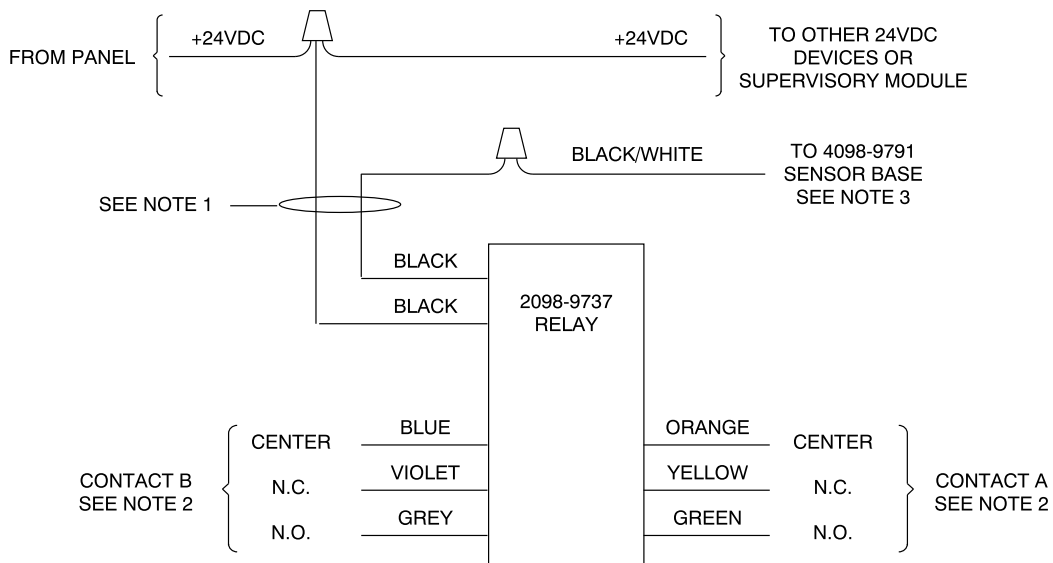 FROM PANEL
+24VDC
+24VDC
TO OTHER 24VDC
DEVICES OR
SUPERVISORY MODULE
BLACK/WHITE
TO 4098-9791
SENSOR BASE
SEE NOTE 3
SEE NOTE 1
BLACK
BLACK
2098-9737
RELAY
CONTACT B
SEE NOTE 2
CENTER
BLUE
N.C.
VIOLET
N.O.
GREY
ORANGE
CENTER
YELLOW
N.C.
GREEN
N.O.
CONTACT A
SEE NOTE 2